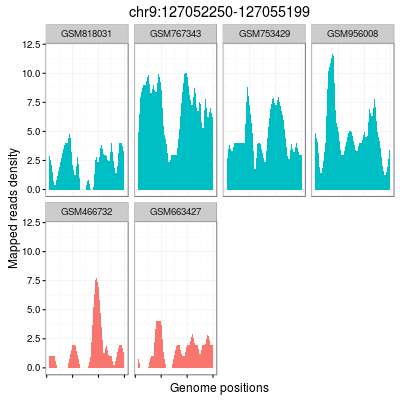 chr9:127052250-127055199
GSM818031 GSM767343 GSM753429 GSM956008
12.5
10.0
7.5
5.0
2.5
0.0
GSM466732 GSM663427
12.5
10.0
7.5
5.0
2.5
0.0
Mapped reads density
Genome positions